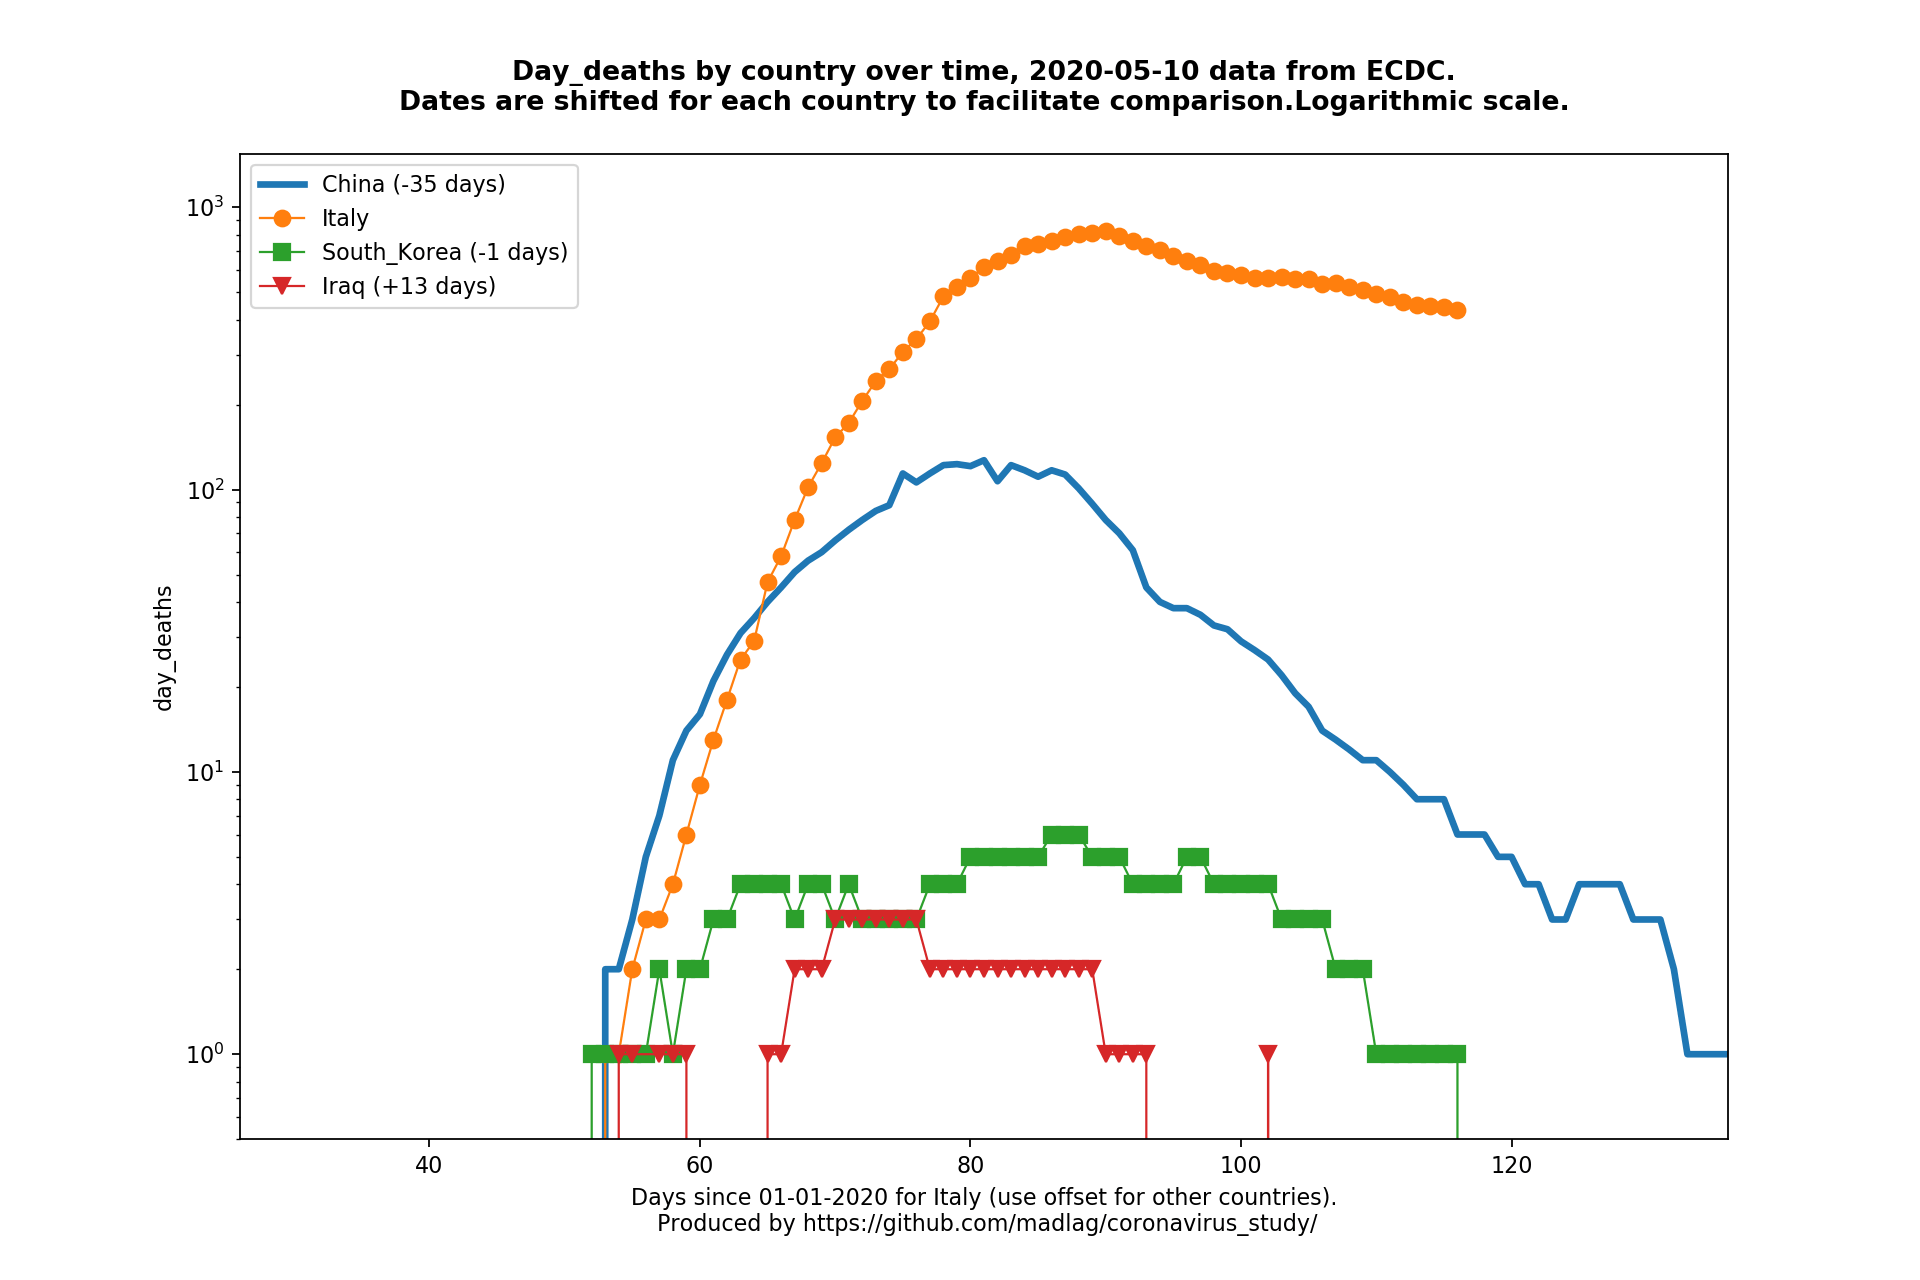 Day_deaths by country over time, 2020-05-10 data from ECDC.
Dates are shifted for each country to facilitate comparison.Logarithmic scale.
China (-35 days)
Italy
South_Korea (-1 days)
Iraq (+13 days)
10³
10²
10¹
10⁰
day_deaths
40 60 80 100 120
Days since 01-01-2020 for Italy (use offset for other countries).
Produced by https://github.com/madlag/coronavirus_study/